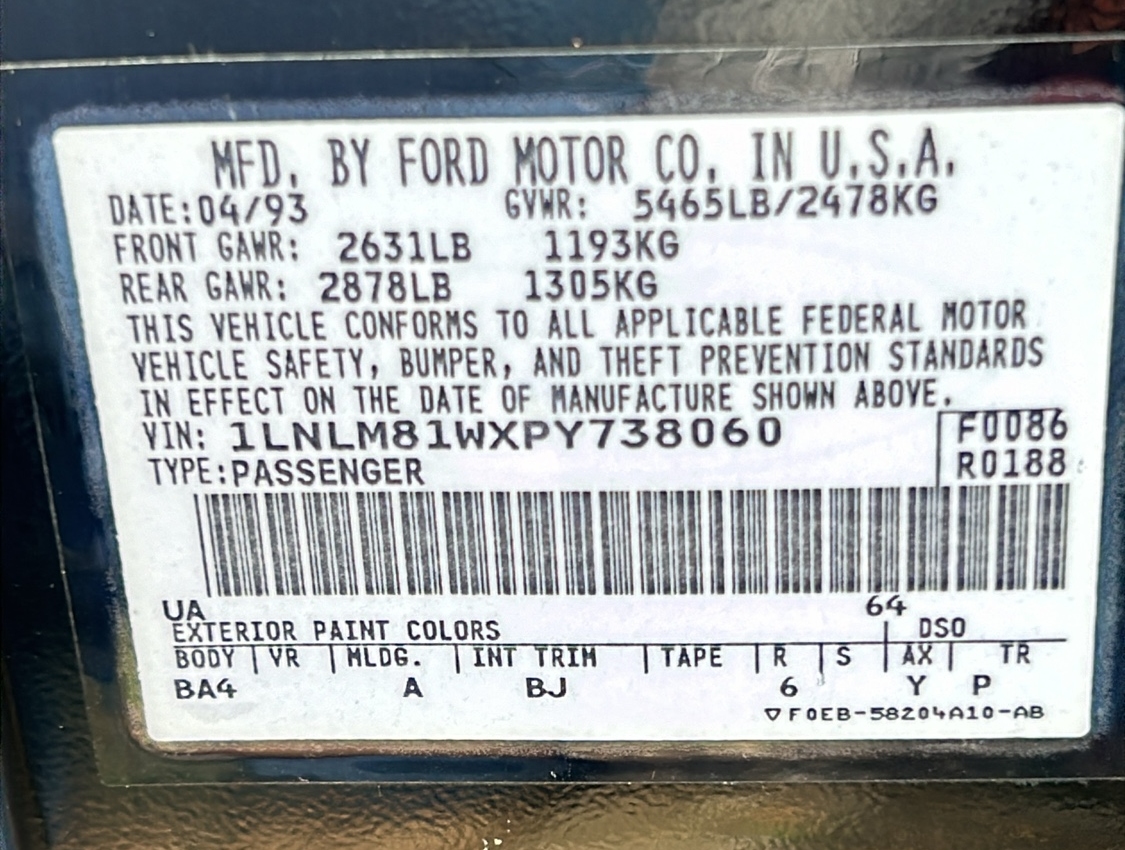 MFD. BY FORD MOTOR CO. IN U.S.A.
DATE:04/93 GVWR: 5465LB/2478KG
FRONT GAWR: 2631LB 1193KG
REAR GAWR: 2878LB 1305KG
THIS VEHICLE CONFORMS TO ALL APPLICABLE FEDERAL MOTOR
VEHICLE SAFETY, BUMPER, AND THEFT PREVENTION STANDARDS
IN EFFECT ON THE DATE OF MANUFACTURE SHOWN ABOVE.
VIN: 1LNLM81WXPY738060 F0086
TYPE:PASSENGER R0188
UA 64
EXTERIOR PAINT COLORS DSO
BODY VR MLDG. INT TRIM TAPE R S AX TR
BA4 A BJ 6 Y P
▽F0EB-58204A10-AB